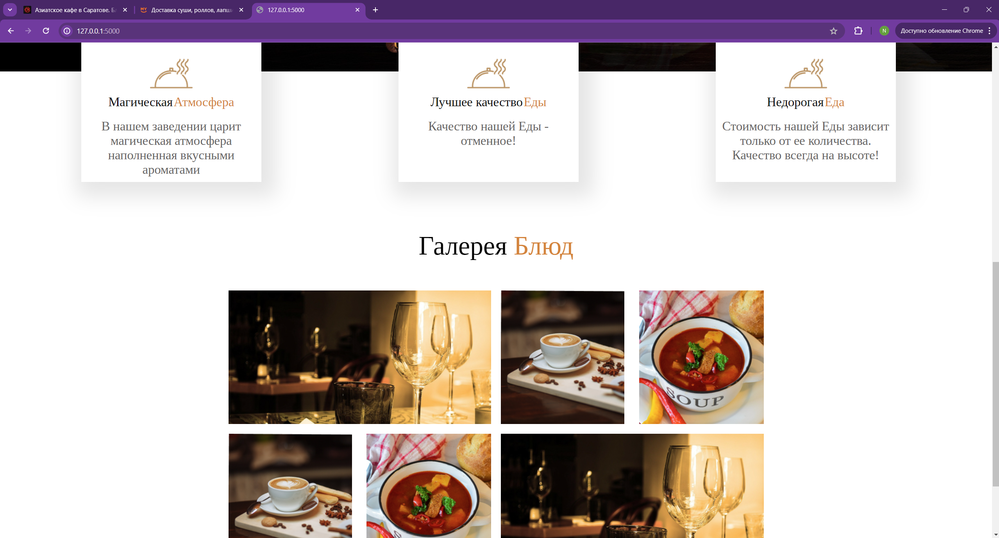 Азиатское кафе в Саратове. Бл
Доставка суши, роллов, лапши
127.0.0.1:5000
127.0.0.1:5000
N
Доступно обновление Chrome
Магическая Атмосфера
В нашем заведении царит
магическая атмосфера
наполненная вкусными
ароматами
Лучшее качество Еды
Качество нашей Еды -
отменное!
Недорогая Еда
Стоимость нашей Еды зависит
только от ее количества.
Качество всегда на высоте!
Галерея Блюд
SOUP